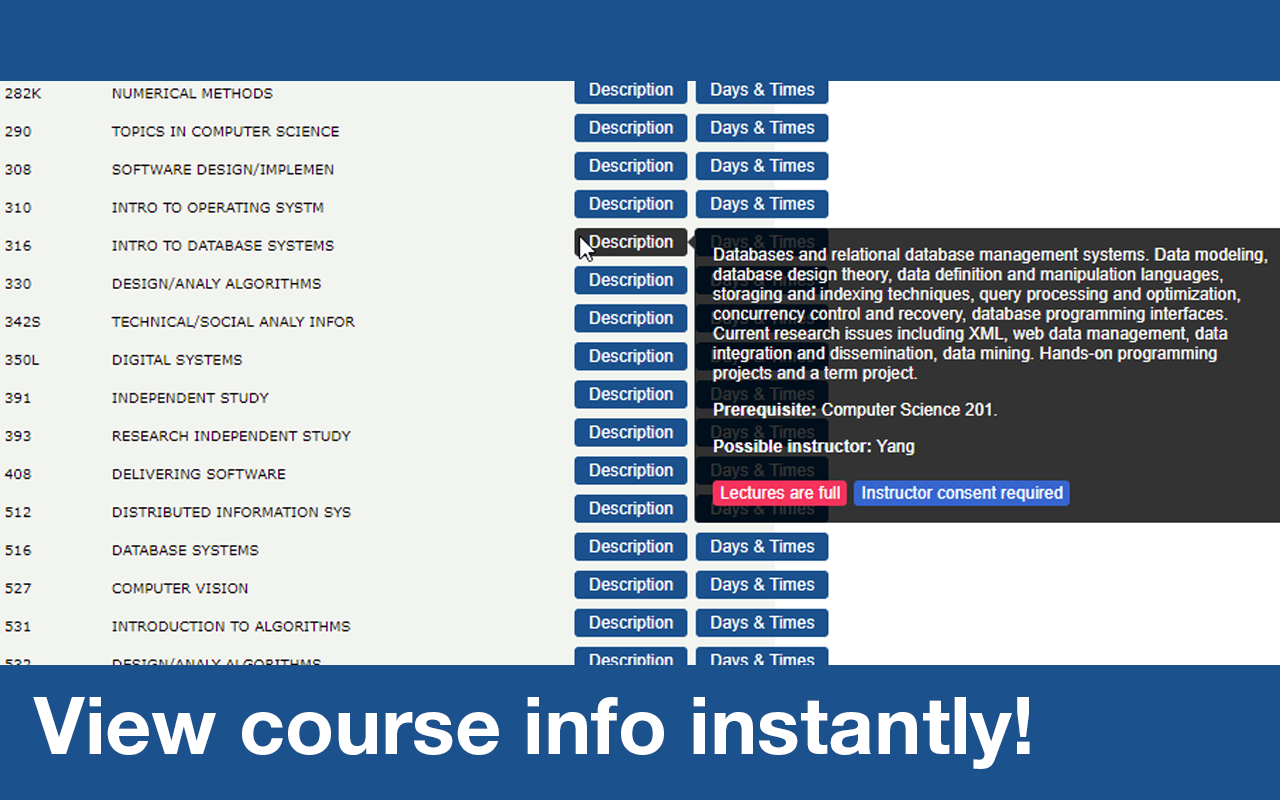 282K NUMERICAL METHODS Description Days & Times
290 TOPICS IN COMPUTER SCIENCE Description Days & Times
308 SOFTWARE DESIGN/IMPLEMEN Description Days & Times
310 INTRO TO OPERATING SYSTM Description Days & Times
316 INTRO TO DATABASE SYSTEMS Description Days & Times
Databases and relational database management systems. Data modeling,
database design theory, data definition and manipulation languages,
storaging and indexing techniques, query processing and optimization,
concurrency control and recovery, database programming interfaces.
Current research issues including XML, web data management, data
integration and dissemination, data mining. Hands-on programming
projects and a term project.
Prerequisite: Computer Science 201.
Possible instructor: Yang
Lectures are full Instructor consent required
330 DESIGN/ANALY ALGORITHMS Description
342S TECHNICAL/SOCIAL ANALY INFOR Description
350L DIGITAL SYSTEMS Description
391 INDEPENDENT STUDY Description Days & Times
393 RESEARCH INDEPENDENT STUDY Description Days & Times
408 DELIVERING SOFTWARE Description Days & Times
512 DISTRIBUTED INFORMATION SYS Description Days & Times
516 DATABASE SYSTEMS Description Days & Times
527 COMPUTER VISION Description Days & Times
531 INTRODUCTION TO ALGORITHMS Description Days & Times
532 DESIGN/ANALY ALGORITHMS Description Days & Times
View course info instantly!